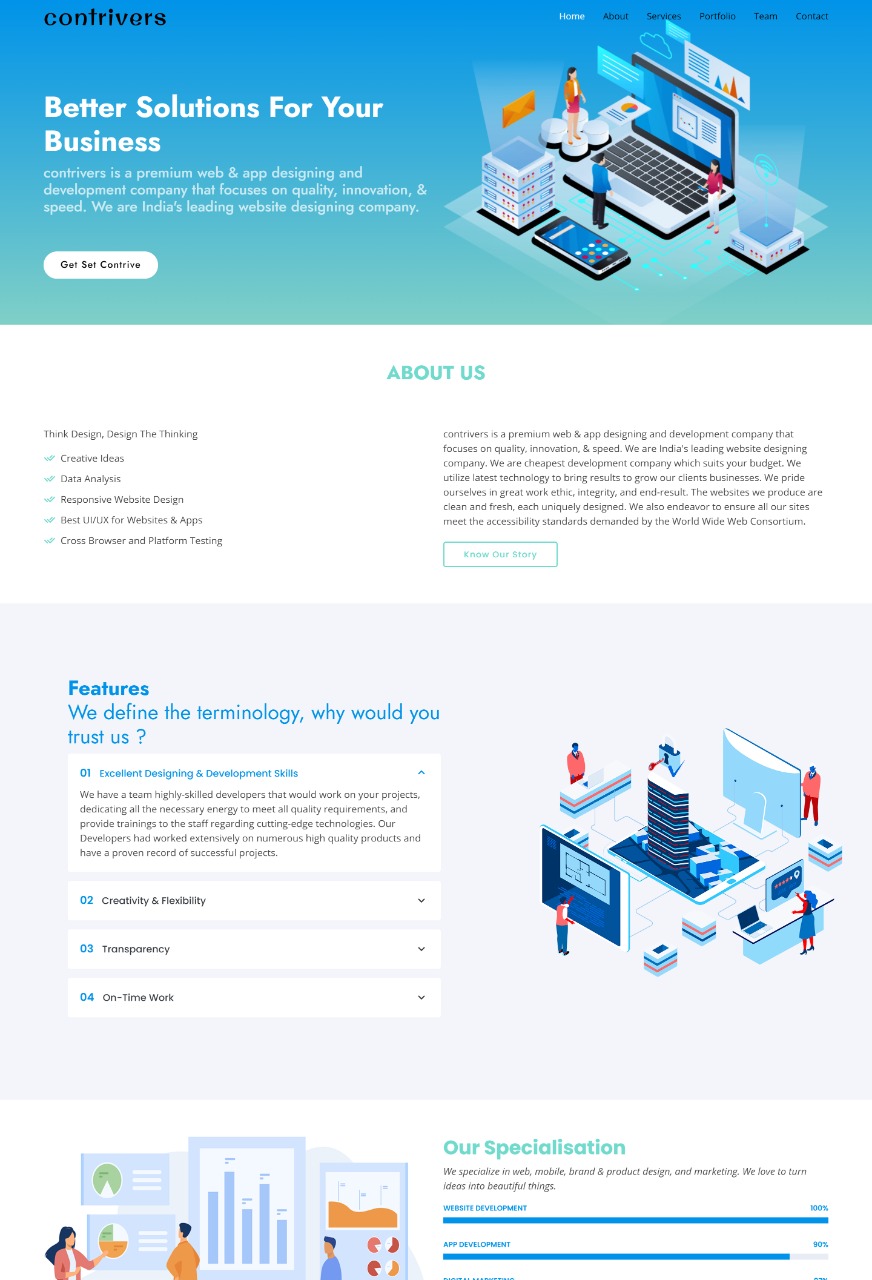 contrivers
Home About Services Portfolio Team Contact
Better Solutions For Your
Business
contrivers is a premium web & app designing and
development company that focuses on quality, innovation, &
speed. We are India's leading website designing company.
Get Set Contrive
ABOUT US
Think Design, Design The Thinking
Creative Ideas
Data Analysis
Responsive Website Design
Best UI/UX for Websites & Apps
Cross Browser and Platform Testing
contrivers is a premium web & app designing and development company that
focuses on quality, innovation, & speed. We are India's leading website designing
company. We are cheapest development company which suits your budget. We
utilize latest technology to bring results to grow our clients businesses. We pride
ourselves in great work ethic, integrity, and end-result. The websites we produce are
clean and fresh, each uniquely designed. We also endeavor to ensure all our sites
meet the accessibility standards demanded by the World Wide Web Consortium.
Know Our Story
Features
We define the terminology, why would you
trust us ?
01 Excellent Designing & Development Skills
We have a team highly-skilled developers that would work on your projects,
dedicating all the necessary energy to meet all quality requirements, and
provide trainings to the staff regarding cutting-edge technologies. Our
Developers had worked extensively on numerous high quality products and
have a proven record of successful projects.
02 Creativity & Flexibility
03 Transparency
04 On-Time Work
Our Specialisation
We specialize in web, mobile, brand & product design, and marketing. We love to turn
ideas into beautiful things.
WEBSITE DEVELOPMENT 100%
APP DEVELOPMENT 90%